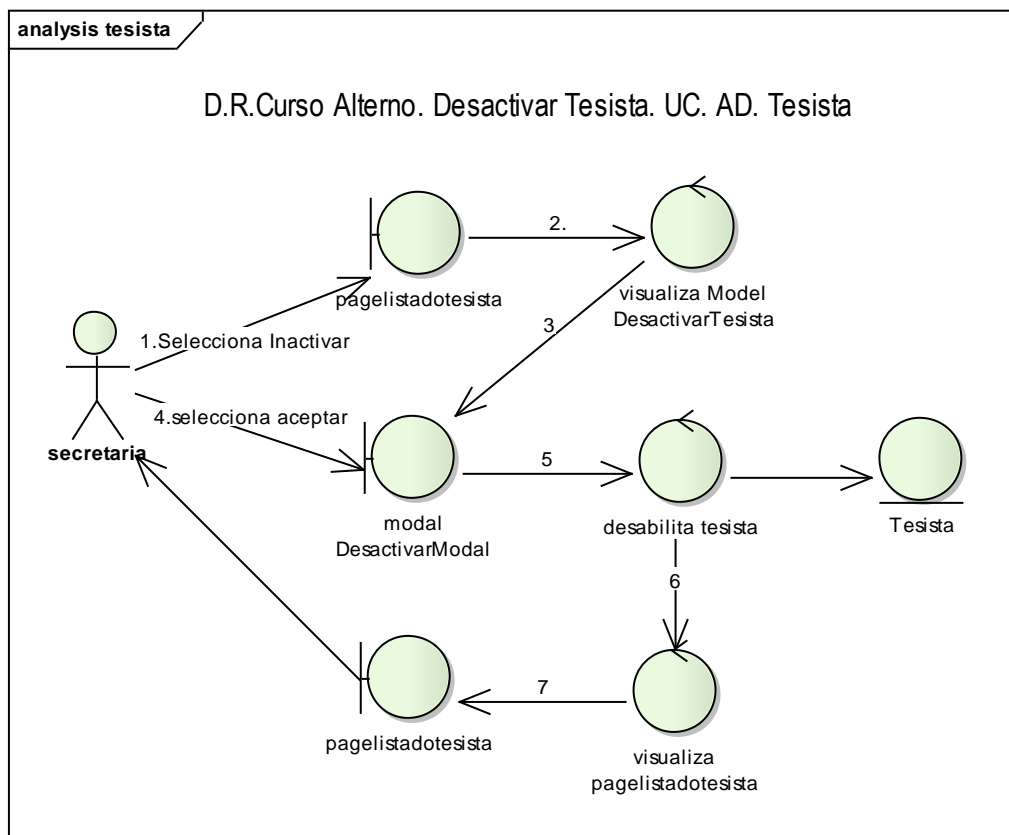 analysis tesista
D.R.Curso Alterno. Desactivar Tesista. UC. AD. Tesista
2.
pagelistadotesista
visualiza Model
DesactivarTesista
1.Selecciona Inactivar
3
4.selecciona aceptar
secretaria
5
modal
DesactivarModal
desabilita tesista
Tesista
6
7
pagelistadotesista
visualiza
pagelistadotesista